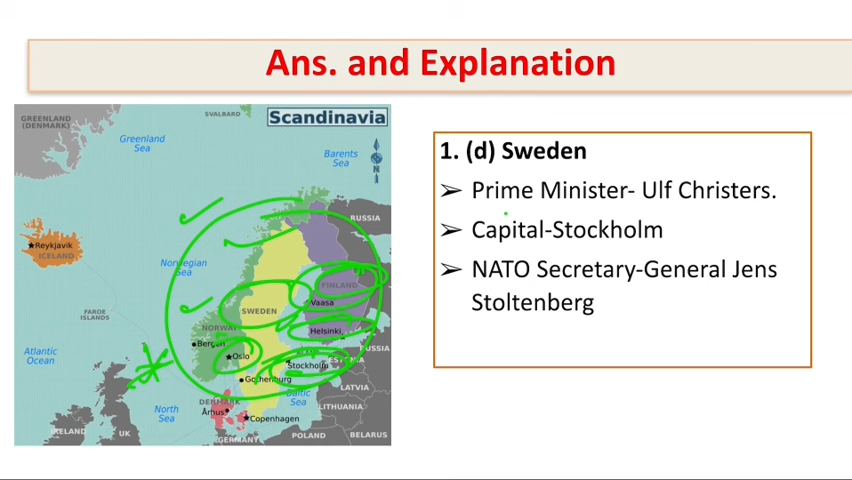 Ans. and Explanation
GREENLAND
(DENMARK)
SVALBARD
Scandinavia
Greenland
Sea
Barents
Sea
N
RUSSIA
Reykjavik
ICELAND
Norwegian
Sea
FINLAND
Vaasa
FAROE
ISLANDS
SWEDEN
NORWAY
Helsinki
Bergen
Oslo
RUSSIA
Atlantic
Ocean
Stockholm
Gothenburg
LATVIA
Baltic
Sea
North
Sea
DENMARK
Århus
Copenhagen
LITHUANIA
IRELAND
UK
GERMANY
POLAND
BELARUS
1. (d) Sweden
➢ Prime Minister- Ulf Christers.
➢ Capital-Stockholm
➢ NATO Secretary-General Jens
Stoltenberg